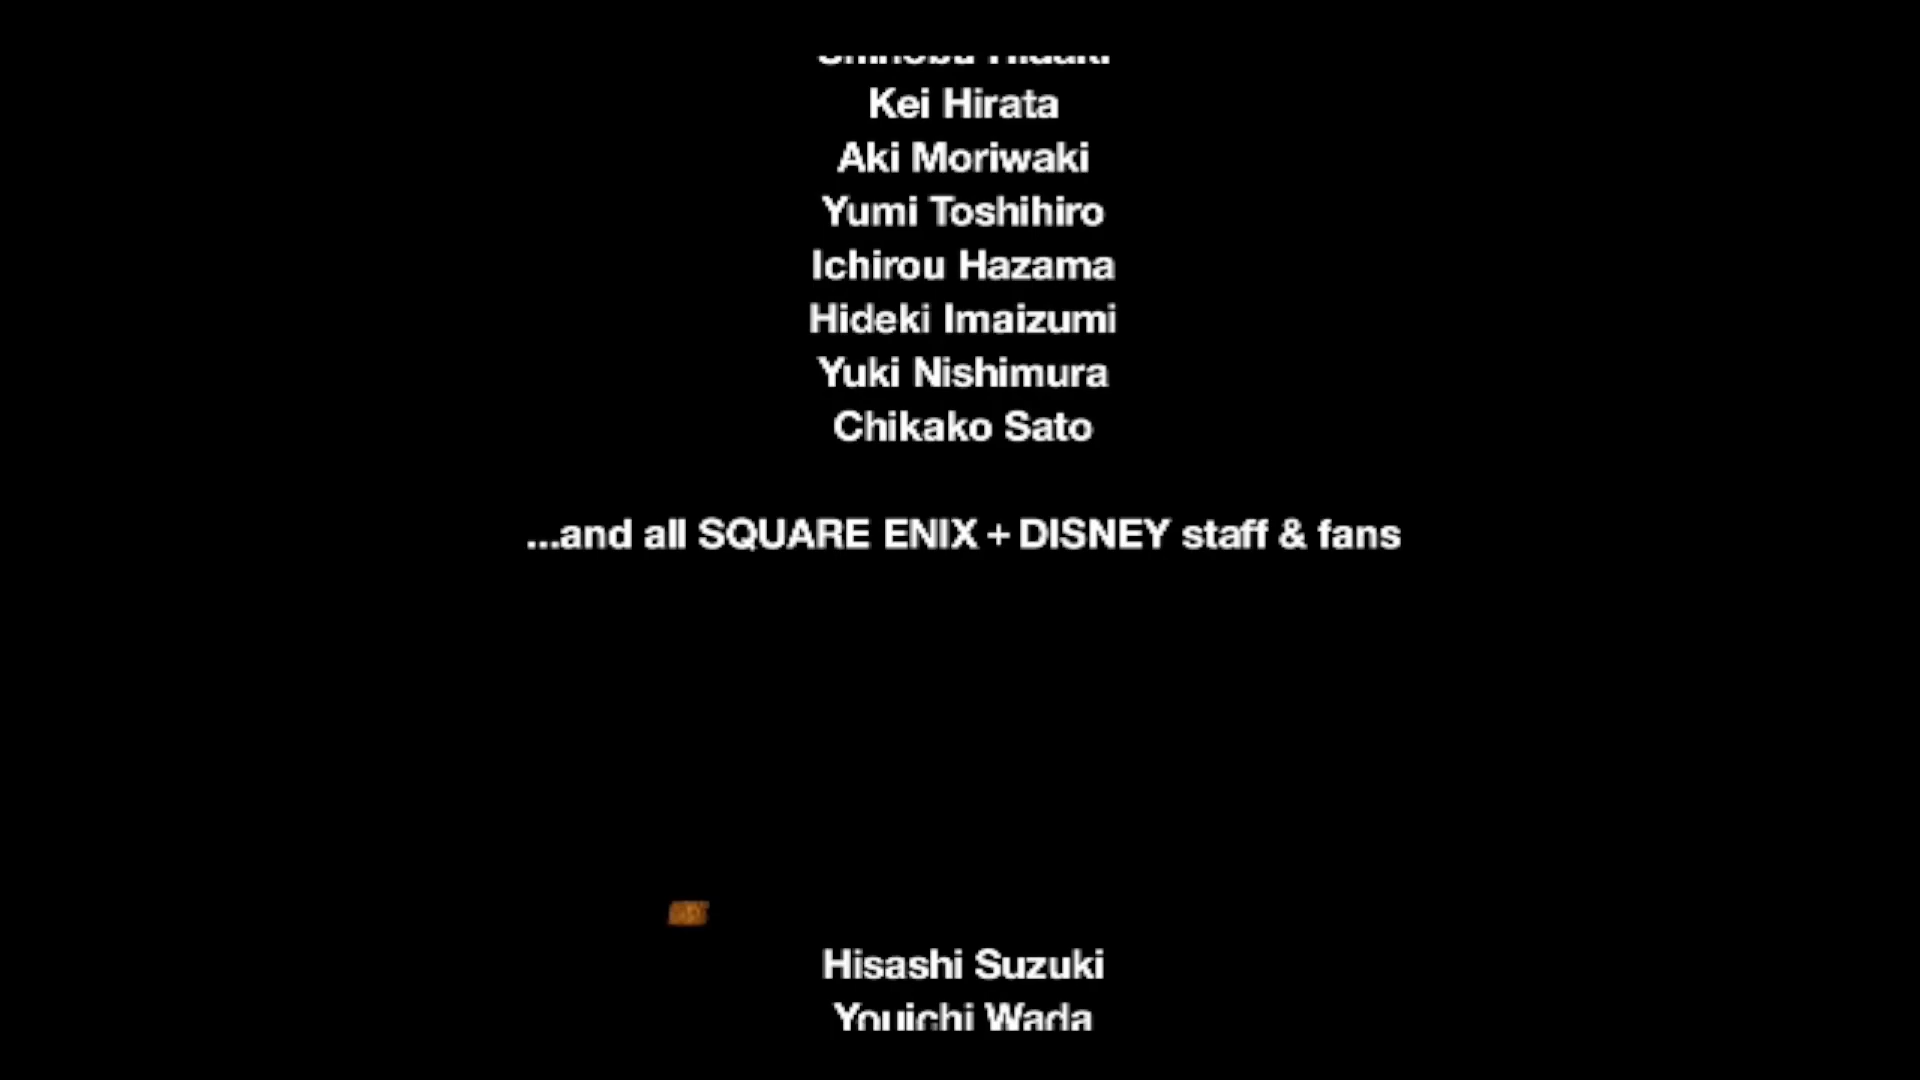 Kei Hirata
Aki Moriwaki
Yumi Toshihiro
Ichirou Hazama
Hideki Imaizumi
Yuki Nishimura
Chikako Sato
...and all SQUARE ENIX + DISNEY staff & fans
Hisashi Suzuki
Youichi Wada